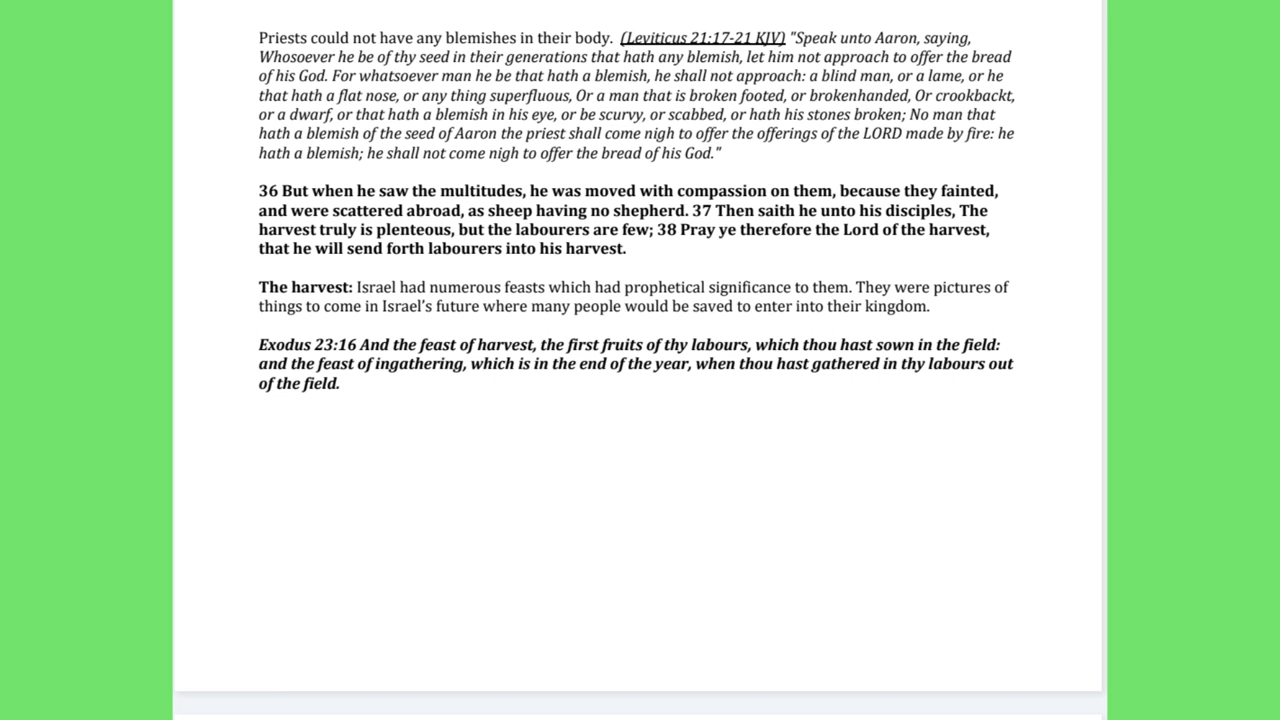 Priests could not have any blemishes in their body.  (Leviticus 21:17-21 KJV) "Speak unto Aaron, saying,
Whosoever he be of thy seed in their generations that hath any blemish, let him not approach to offer the bread
of his God. For whatsoever man he be that hath a blemish, he shall not approach: a blind man, or a lame, or he
that hath a flat nose, or any thing superfluous, Or a man that is broken footed, or brokenhanded, Or crookbackt,
or a dwarf, or that hath a blemish in his eye, or be scurvy, or scabbed, or hath his stones broken; No man that
hath a blemish of the seed of Aaron the priest shall come nigh to offer the offerings of the LORD made by fire: he
hath a blemish; he shall not come nigh to offer the bread of his God."
36 But when he saw the multitudes, he was moved with compassion on them, because they fainted,
and were scattered abroad, as sheep having no shepherd. 37 Then saith he unto his disciples, The
harvest truly is plenteous, but the labourers are few; 38 Pray ye therefore the Lord of the harvest,
that he will send forth labourers into his harvest.
The harvest: Israel had numerous feasts which had prophetical significance to them. They were pictures of
things to come in Israel's future where many people would be saved to enter into their kingdom.
Exodus 23:16 And the feast of harvest, the first fruits of thy labours, which thou hast sown in the field:
and the feast of ingathering, which is in the end of the year, when thou hast gathered in thy labours out
of the field.